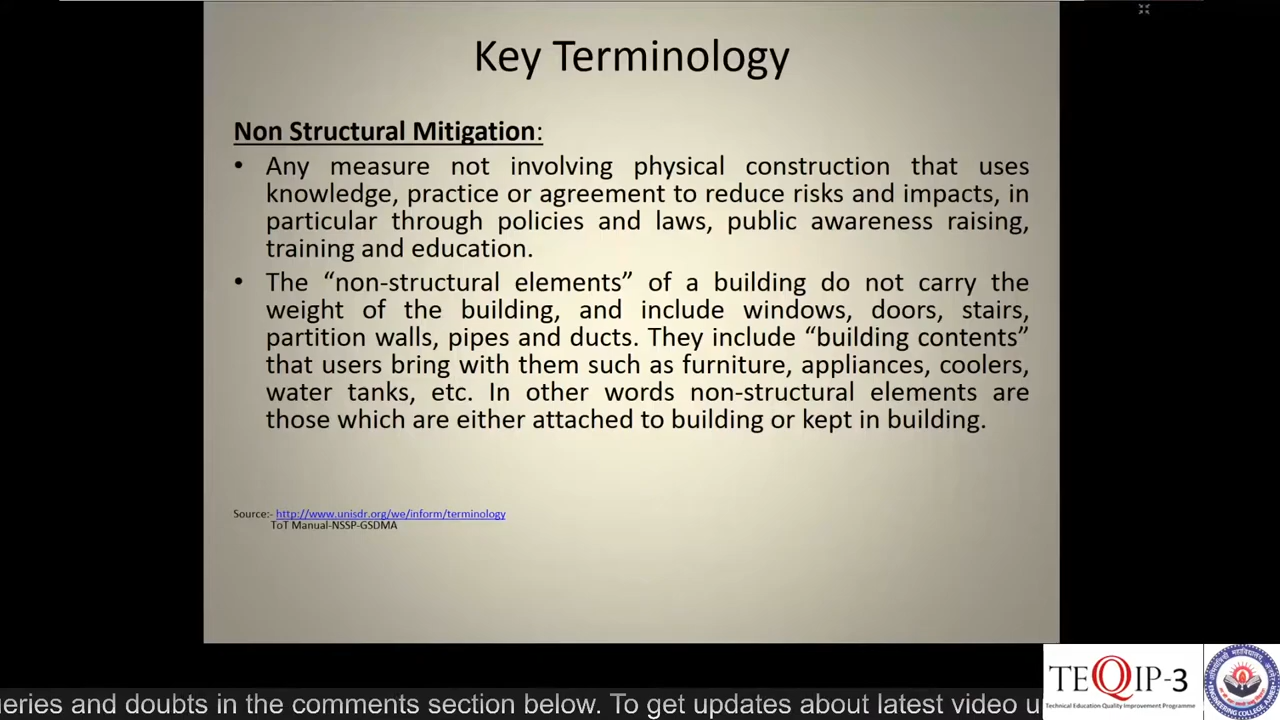 Key Terminology
Non Structural Mitigation:
• Any measure not involving physical construction that uses
knowledge, practice or agreement to reduce risks and impacts, in
particular through policies and laws, public awareness raising,
training and education.
• The “non-structural elements” of a building do not carry the
weight of the building, and include windows, doors, stairs,
partition walls, pipes and ducts. They include “building contents”
that users bring with them such as furniture, appliances, coolers,
water tanks, etc. In other words non-structural elements are
those which are either attached to building or kept in building.
Source:- http://www.unisdr.org/we/inform/terminology
ToT Manual-NSSP-GSDMA
TEQIP-3
Technical Education Quality Improvement Programme
ueries and doubts in the comments section below. To get updates about latest video u